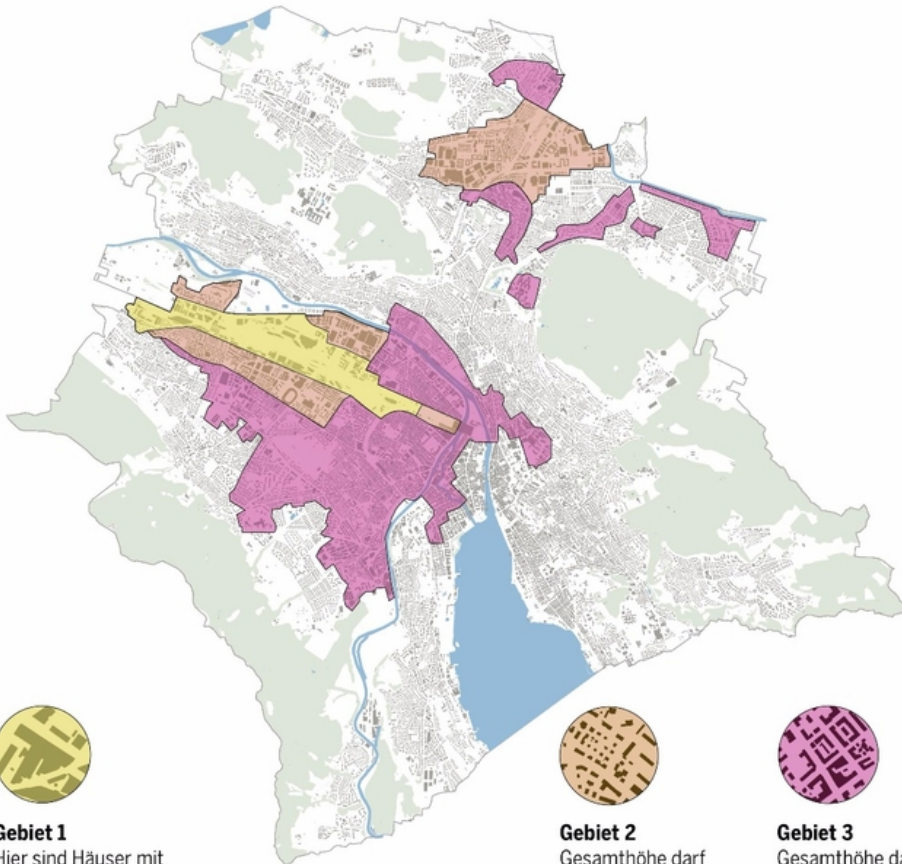 Gebiet 1
Hier sind Häuser mit
Gebiet 2
Gesamthöhe darf
Gebiet 3
Gesamthöhe da